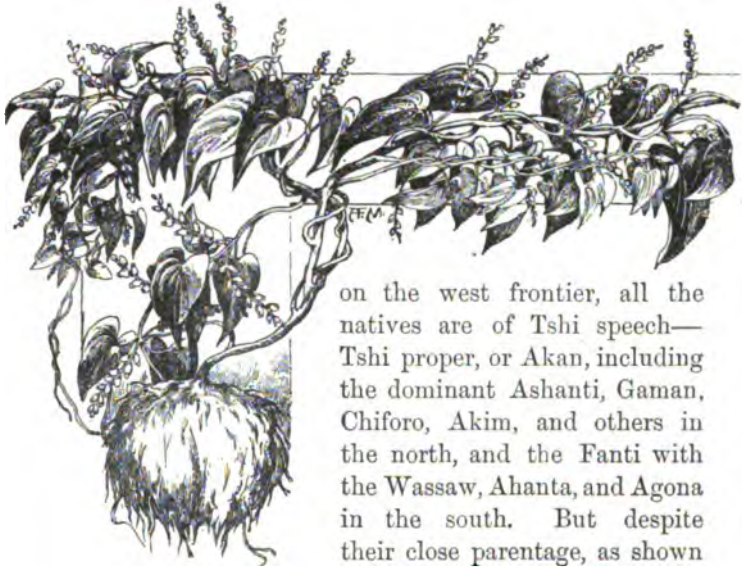 F.M.
on the west frontier, all the
natives are of Tshi speech—
Tshi proper, or Akan, including
the dominant Ashanti, Gaman,
Chiforo, Akim, and others in
the north, and the Fanti with
the Wassaw, Ahanta, and Agona
in the south. But despite
their close parentage, as shown